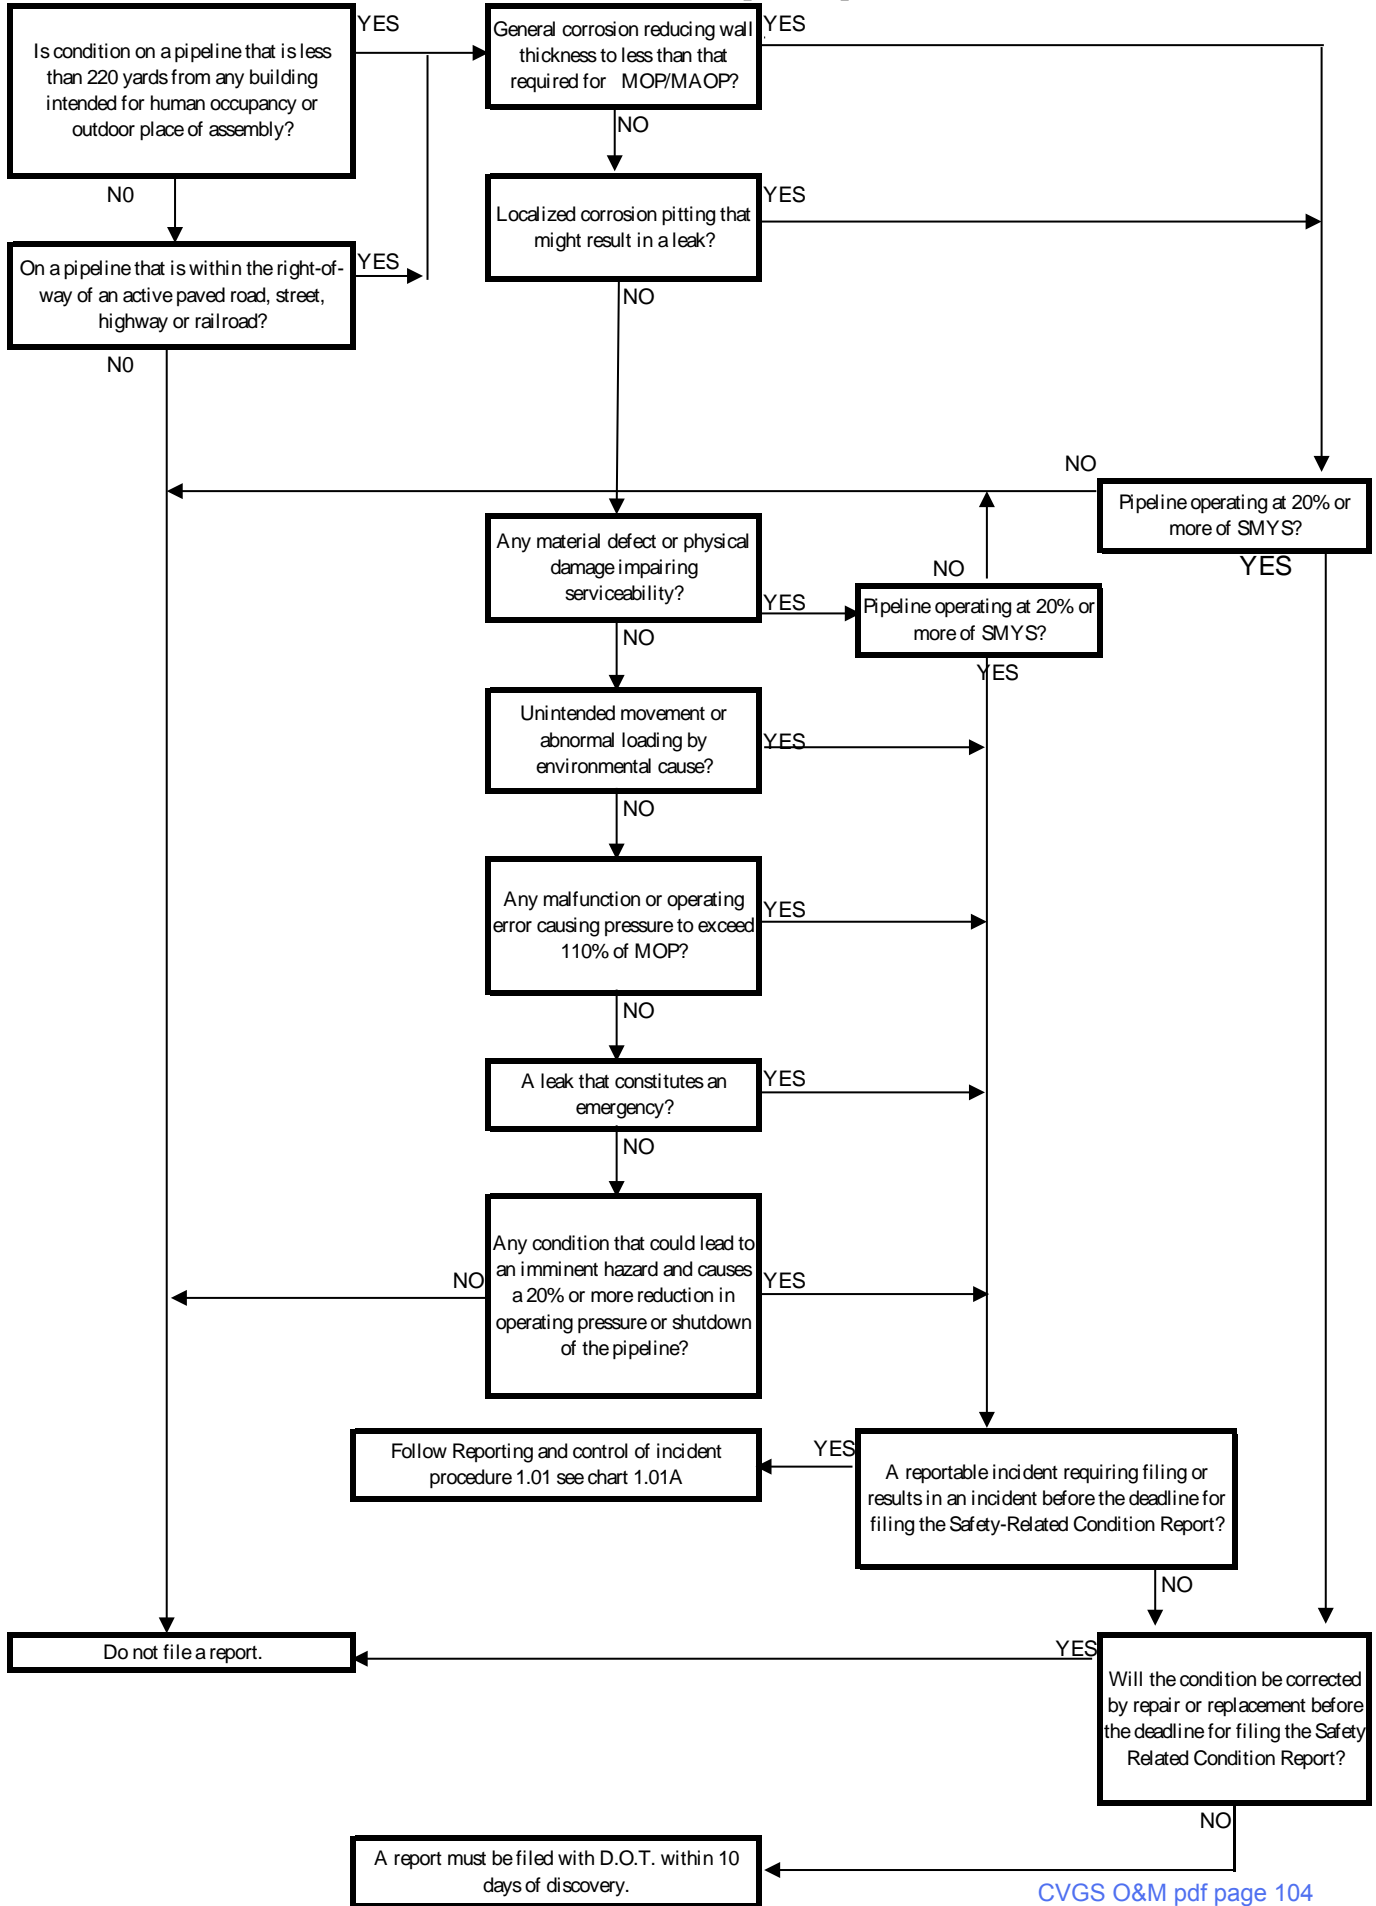 Is condition on a pipeline that is less
than 220 yards from any building
intended for human occupancy or
outdoor place of assembly?
YES
General corrosion reducing wall
thickness to less than that
required for MOP/MAOP?
YES
NO
N0
Localized corrosion pitting that
might result in a leak?
YES
NO
On a pipeline that is within the right-of-
way of an active paved road, street,
highway or railroad?
YES
N0
NO
Pipeline operating at 20% or
more of SMYS?
YES
Any material defect or physical
damage impairing
serviceability?
YES
NO
NO
Pipeline operating at 20% or
more of SMYS?
YES
Unintended movement or
abnormal loading by
environmental cause?
YES
NO
Any malfunction or operating
error causing pressure to exceed
110% of MOP?
YES
NO
A leak that constitutes an
emergency?
YES
NO
Any condition that could lead to
an imminent hazard and causes
a 20% or more reduction in
operating pressure or shutdown
of the pipeline?
NO
YES
Follow Reporting and control of incident
procedure 1.01 see chart 1.01A
YES
A reportable incident requiring filing or
results in an incident before the deadline for
filing the Safety-Related Condition Report?
NO
Do not file a report.
YES
Will the condition be corrected
by repair or replacement before
the deadline for filing the Safety
Related Condition Report?
NO
A report must be filed with D.O.T. within 10
days of discovery.
CVGS O&M pdf page 104